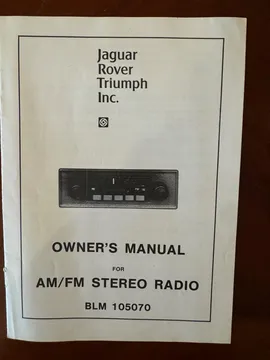 Jaguar
Rover
Triumph
Inc.
OWNER'S MANUAL
FOR
AM/FM STEREO RADIO
BLM 105070